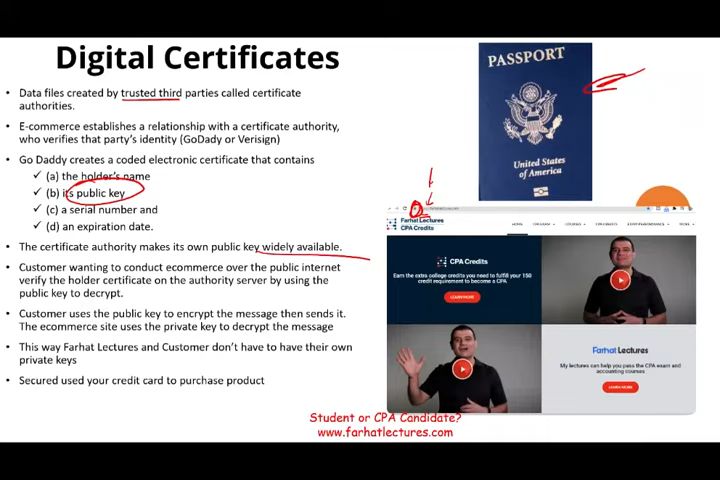 Digital Certificates
Data files created by trusted third parties called certificate
authorities.
E-commerce establishes a relationship with a certificate authority,
who verifies that party's identity (GoDady or Verisign)
Go Daddy creates a coded electronic certificate that contains
(a) the holder's name
(b) its public key
(c) a serial number and
(d) an expiration date.
The certificate authority makes its own public key widely available.
Customer wanting to conduct ecommerce over the public internet
verify the holder certificate on the authority server by using the
public key to decrypt.
Customer uses the public key to encrypt the message then sends it.
The ecommerce site uses the private key to decrypt the message
This way Farhat Lectures and Customer don't have to have their own
private keys
Secured used your credit card to purchase product
PASSPORT
United States
of America
Farhat Lectures
HOME
COURSES
CPA CREDITS
MORE
CPA Credits
Earn the extra college credits you need to fulfill your 150
credit requirement to become a CPA
LEARN MORE
Farhat Lectures
My lectures can help you pass the CPA exam and
accounting courses
LEARN MORE
Student or CPA Candidate?
www.farhatlectures.com